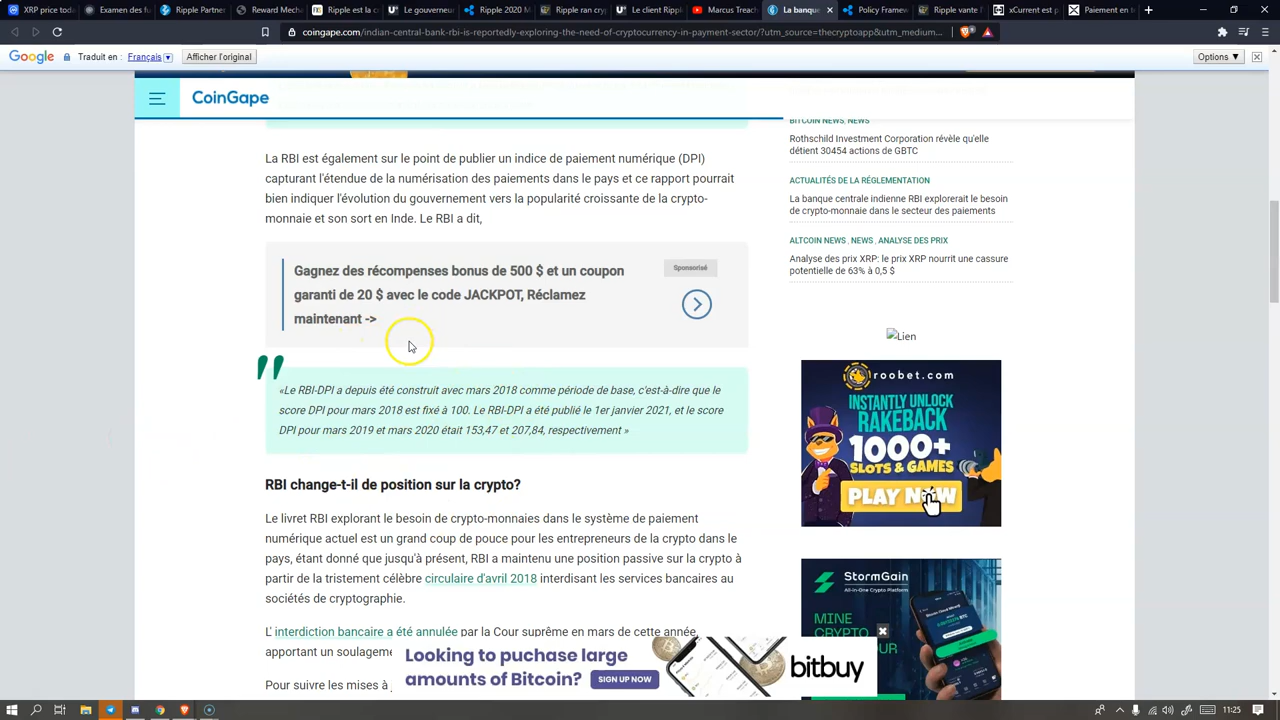 XRP price toda
Examen des fu
Reward Mecha
Ripple est la c
Le gouverneur
Ripple 2020 M
Ripple ran cryp
Le client Rippl
Marcus Treach
La banque
Policy Framew
Ripple vante l'
xCurrent est p
Paiement en te
coingape.com/indian-central-bank-rbi-is-reportedly-exploring-the-need-of-cryptocurrency-in-payment-sector/?utm_source=thecryptoapp&utm_medium...
Google Traduit en : Français Afficher l'original Options
CoinGape
La RBI est également sur le point de publier un indice de paiement numérique (DPI)
capturant l'étendue de la numérisation des paiements dans le pays et ce rapport pourrait
bien indiquer l'évolution du gouvernement vers la popularité croissante de la crypto-
monnaie et son sort en Inde. Le RBI a dit,
Gagnez des récompenses bonus de 500 $ et un coupon
garanti de 20 $ avec le code JACKPOT, Réclamez
maintenant ->
Sponsorisé
«Le RBI-DPI a depuis été construit avec mars 2018 comme période de base, c'est-à-dire que le
score DPI pour mars 2018 est fixé à 100. Le RBI-DPI a été publié le 1er janvier 2021, et le score
DPI pour mars 2019 et mars 2020 était 153,47 et 207,84, respectivement »
RBI change-t-il de position sur la crypto?
Le livret RBI explorant le besoin de crypto-monnaies dans le système de paiement
numérique actuel est un grand coup de pouce pour les entrepreneurs de la crypto dans le
pays, étant donné que jusqu'à présent, RBI a maintenu une position passive sur la crypto à
partir de la tristement célèbre circulaire d'avril 2018 interdisant les services bancaires au
sociétés de cryptographie.
L' interdiction bancaire a été annulée par la Cour suprême en mars de cette année,
apportant un soulageme
Pour suivre les mises à
BITCOIN NEWS, NEWS
Rothschild Investment Corporation révèle qu'elle
détient 30454 actions de GBTC
ACTUALITÉS DE LA RÉGLEMENTATION
La banque centrale indienne RBI explorerait le besoin
de crypto-monnaie dans le secteur des paiements
ALTCOIN NEWS , NEWS , ANALYSE DES PRIX
Analyse des prix XRP: le prix XRP nourrit une cassure
potentielle de 63% à 0,5 $
Lien
roobet.com
INSTANTLY UNLOCK
RAKEBACK
1000+
SLOTS & GAMES
PLAY NOW
StormGain
All-in-One Crypto Platform
MINE
CRYPTO
Looking to puchase large
amounts of Bitcoin?
SIGN UP NOW
bitbuy
11:25